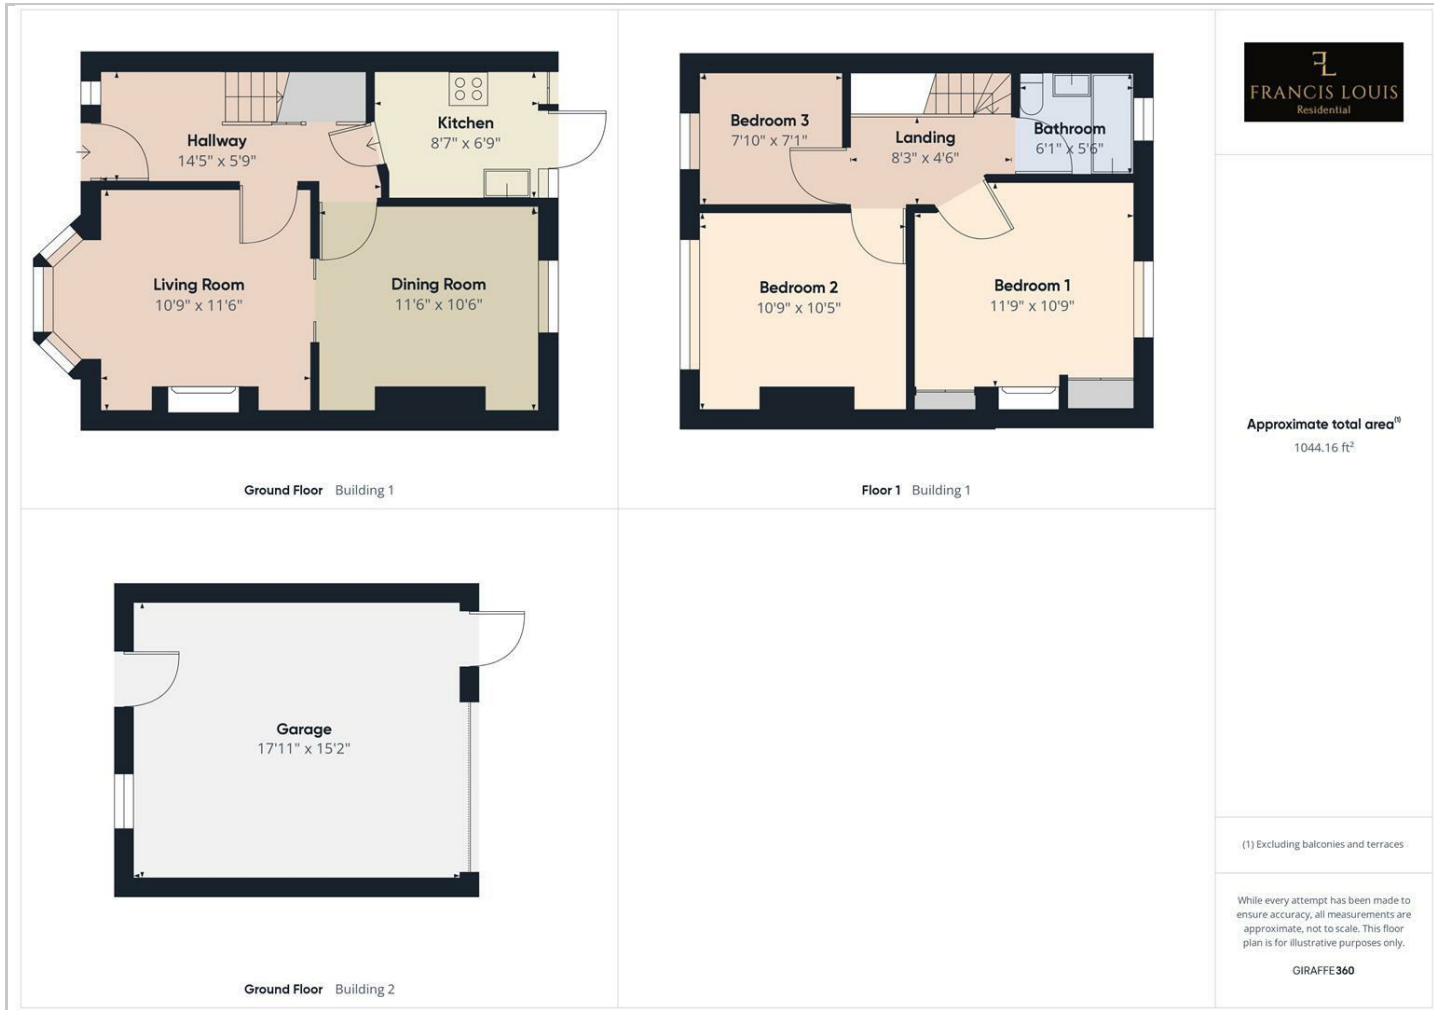 Hallway
14'5" x 5'9"
Kitchen
8'7" x 6'9"
Living Room
10'9" x 11'6"
Dining Room
11'6" x 10'6"
Ground Floor Building 1
Bedroom 3
7'10" x 7'1"
Landing
8'3" x 4'6"
Bathroom
6'1" x 5'6"
Bedroom 2
10'9" x 10'5"
Bedroom 1
11'9" x 10'9"
Floor 1 Building 1
Garage
17'11" x 15'2"
Ground Floor Building 2
FL
FRANCIS LOUIS
Residential
Approximate total area(1)
1044.16 ft²
(1) Excluding balconies and terraces
While every attempt has been made to
ensure accuracy, all measurements are
approximate, not to scale. This floor
plan is for illustrative purposes only.
GIRAFFE360